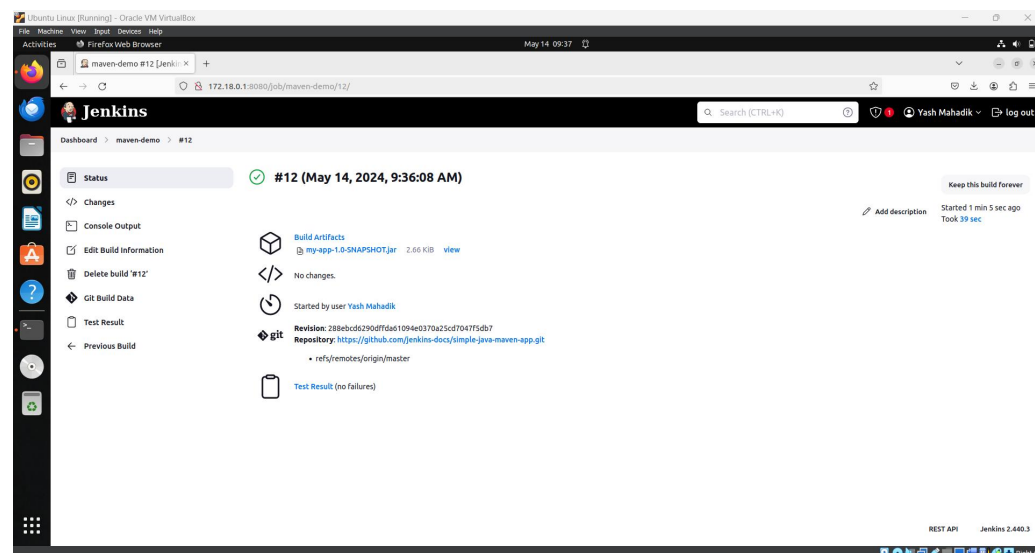 Ubuntu Linux [Running] - Oracle VM VirtualBox
File Machine View Input Devices Help
Activities Firefox Web Browser May 14 09:37
maven-demo #12 [Jenkin
172.18.0.1:8080/job/maven-demo/12/
Jenkins Search (CTRL+K) 1 Yash Mahadik log out
Dashboard > maven-demo > #12
Status
Changes
Console Output
Edit Build Information
Delete build '#12'
Git Build Data
Test Result
Previous Build
#12 (May 14, 2024, 9:36:08 AM)
Keep this build forever
Add description
Started 1 min 5 sec ago
Took 39 sec
Build Artifacts
my-app-1.0-SNAPSHOT.jar 2.66 KiB view
No changes.
Started by user Yash Mahadik
git
Revision: 288ebcd6290dffda61094e0370a25cd7047f5db7
Repository: https://github.com/jenkins-docs/simple-java-maven-app.git
• refs/remotes/origin/master
Test Result (no failures)
REST API Jenkins 2.440.3